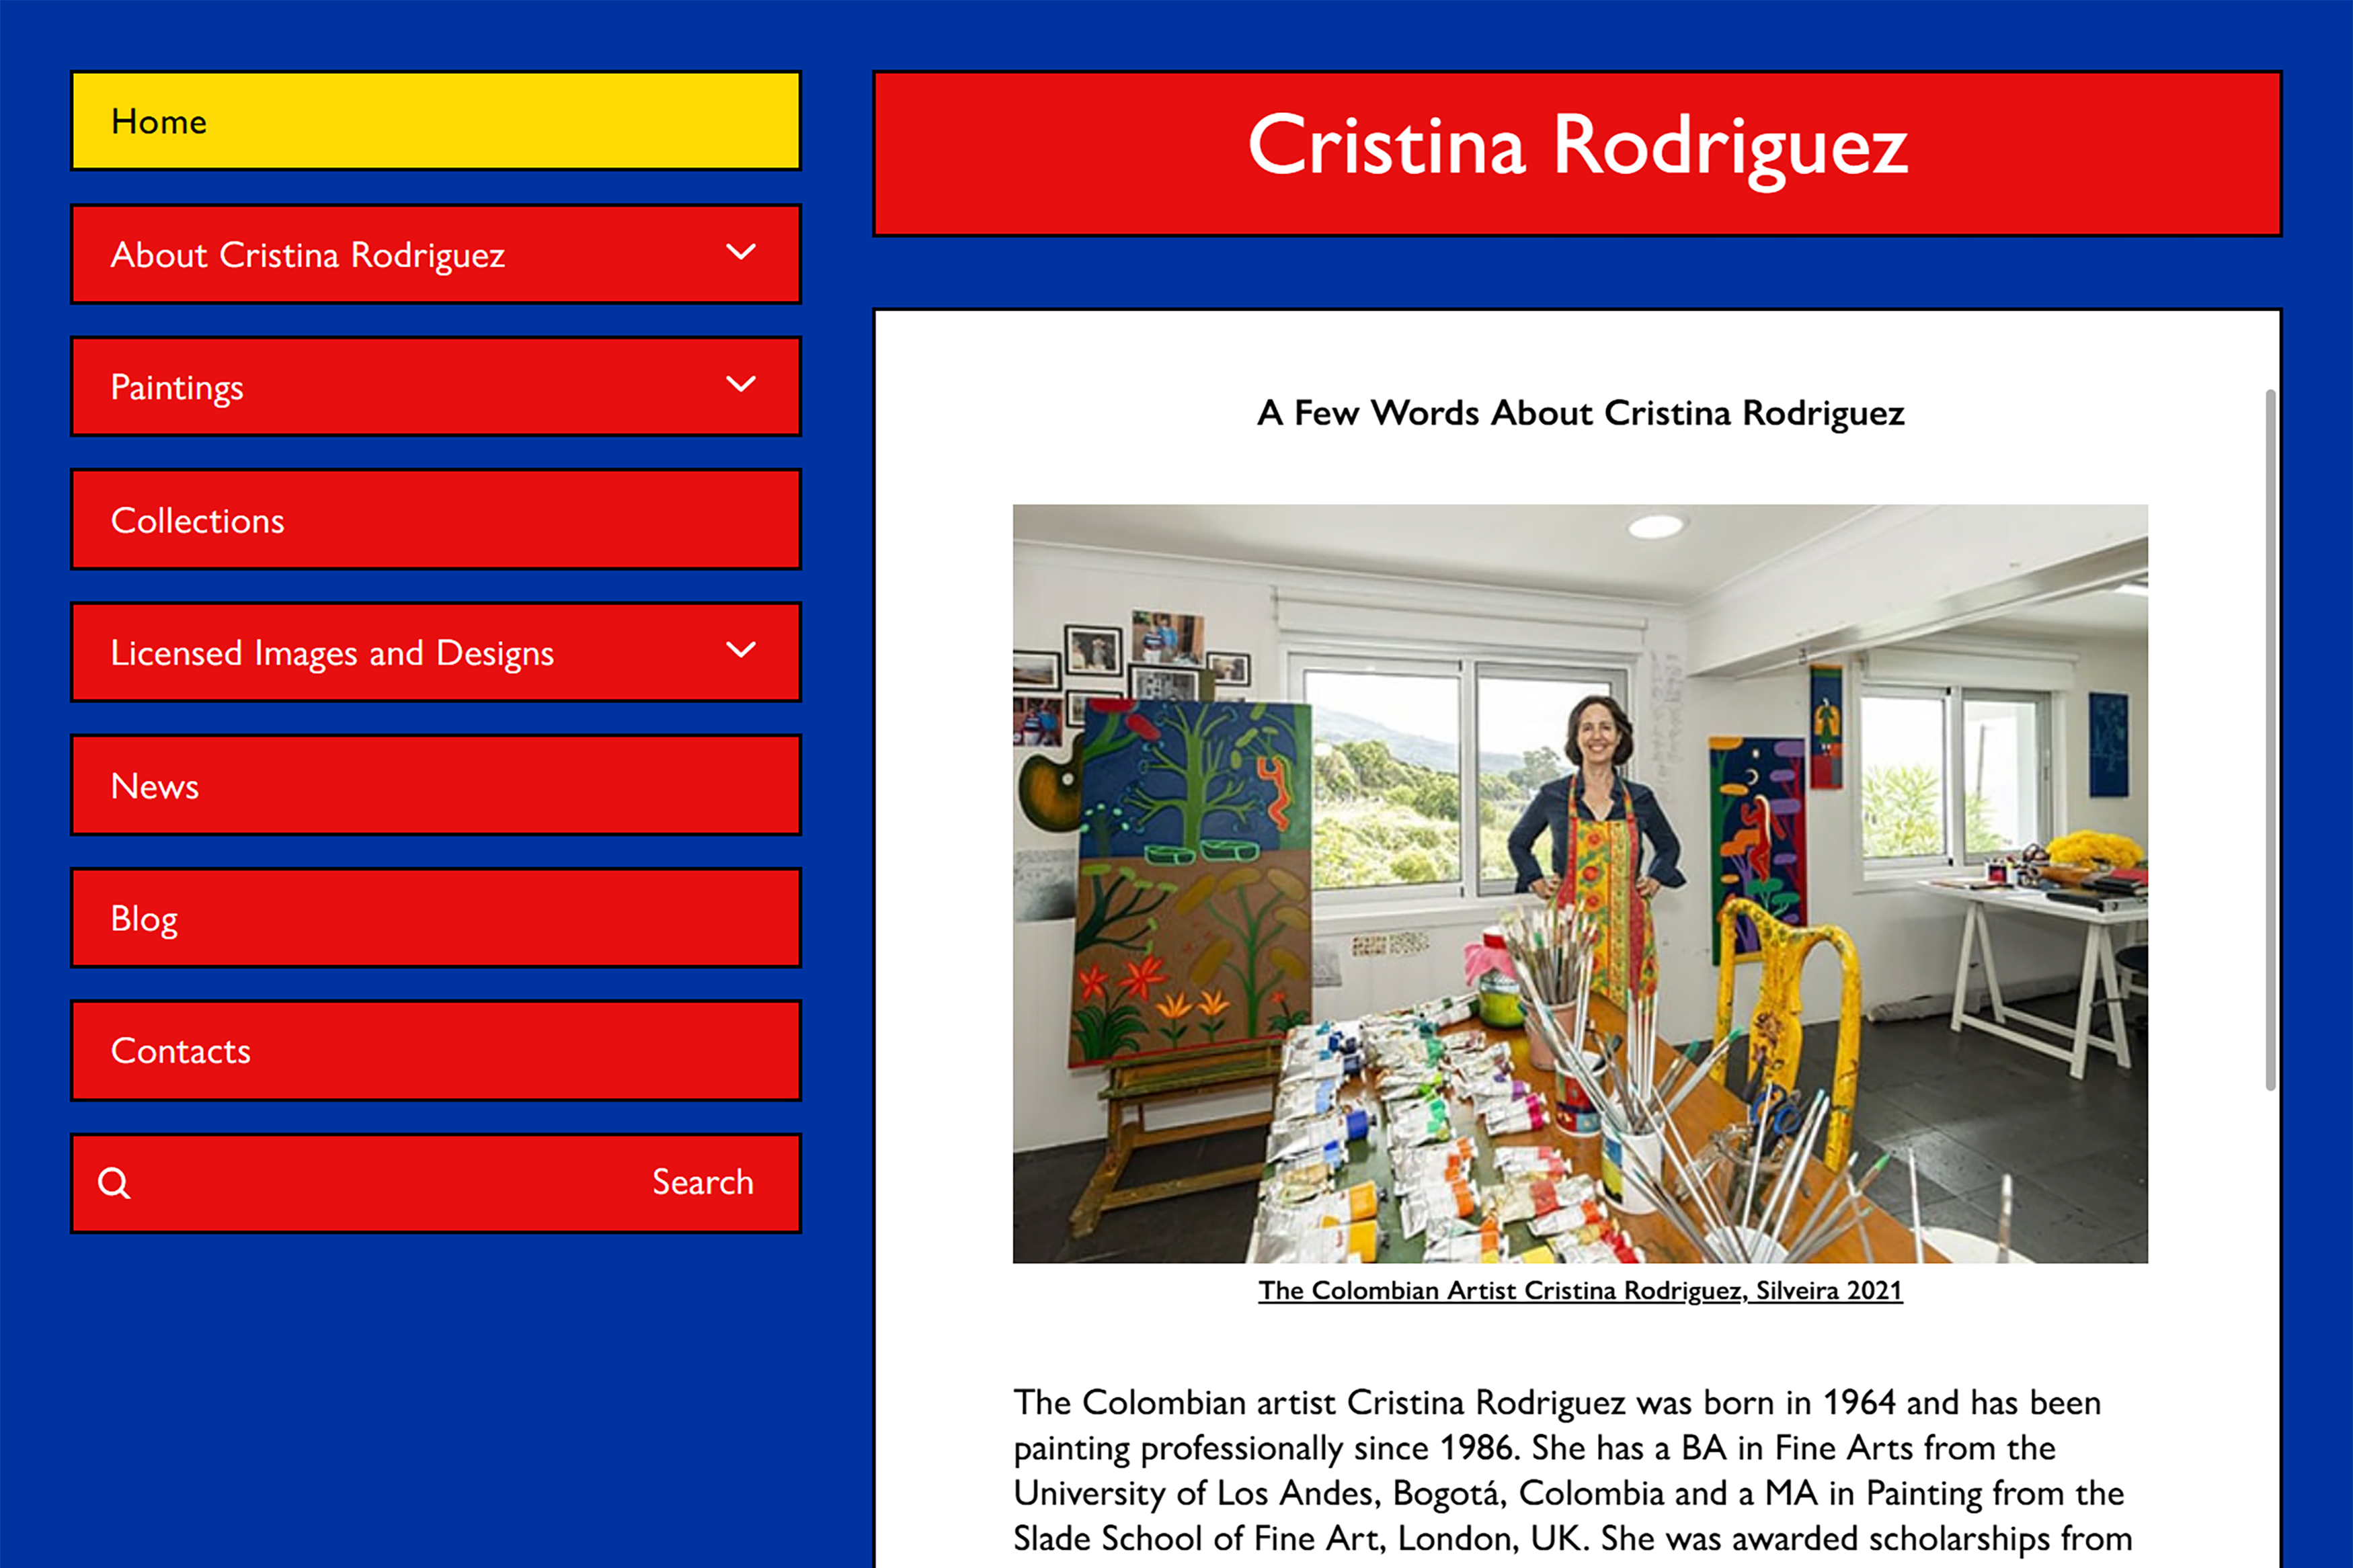 Home
About Cristina Rodriguez
Paintings
Collections
Licensed Images and Designs
News
Blog
Contacts
Search
Cristina Rodriguez
A Few Words About Cristina Rodriguez
The Colombian Artist Cristina Rodriguez, Silveira 2021
The Colombian artist Cristina Rodriguez was born in 1964 and has been
painting professionally since 1986. She has a BA in Fine Arts from the
University of Los Andes, Bogotá, Colombia and a MA in Painting from the
Slade School of Fine Art, London, UK. She was awarded scholarships from